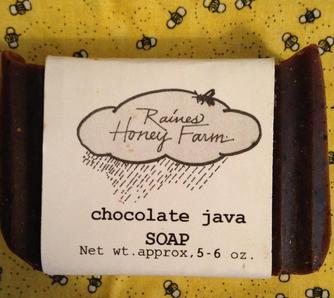 Raines
Honey Farm
chocolate java
SOAP
Net wt.approx,5-6 oz.